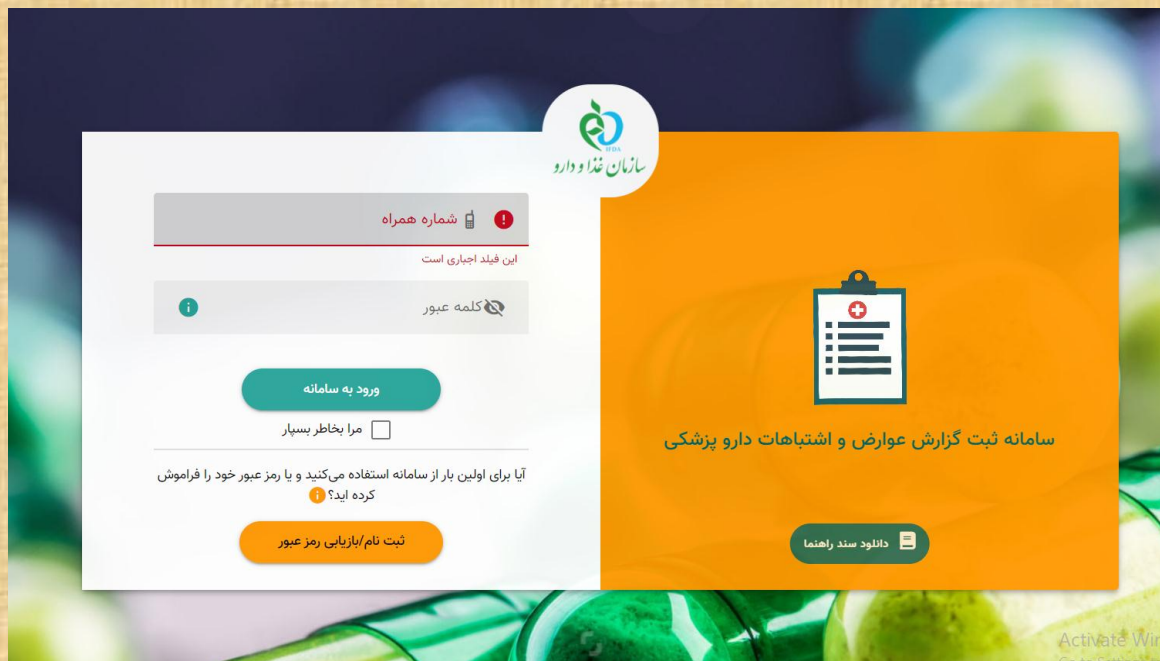 IFDA
سازمان غذا و دارو
سامانه ثبت گزارش عوارض و اشتباهات دارو پزشکی
دانلود سند راهنما
شماره همراه
این فیلد اجباری است
کلمه عبور
ورود به سامانه
مرا بخاطر بسپار
آیا برای اولین بار از سامانه استفاده می‌کنید و یا رمز عبور خود را فراموش
کرده اید؟
ثبت نام/بازیابی رمز عبور
Activate Win